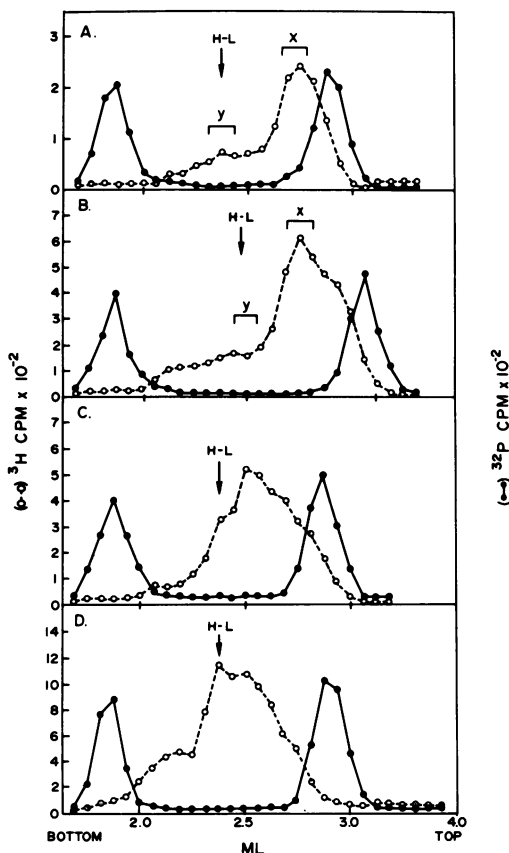 A.
H-L
x
y
3
2
1
0
B.
H-L
x
y
7
6
5
4
3
2
1
0
C.
H-L
7
6
5
4
3
2
1
0
D.
H-L
14
12
10
8
6
4
2
0
(o-o) ³H CPM x 10⁻²
(●-●) ³²P CPM x 10⁻²
2.0 2.5 3.0 4.0
BOTTOM ML TOP